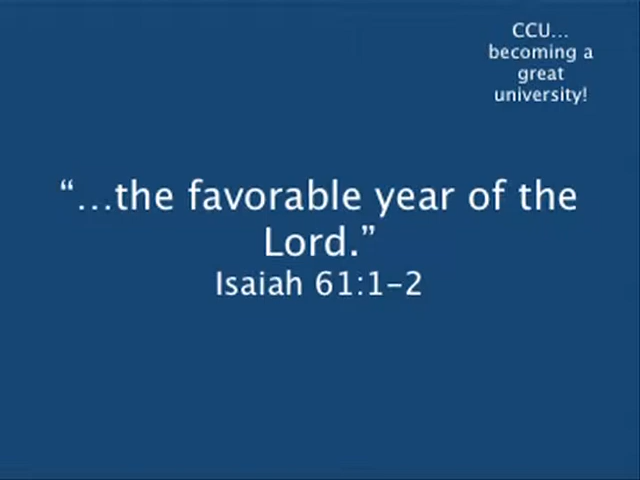 CCU...
becoming a
great
university!
“...the favorable year of the
Lord.”
Isaiah 61:1-2